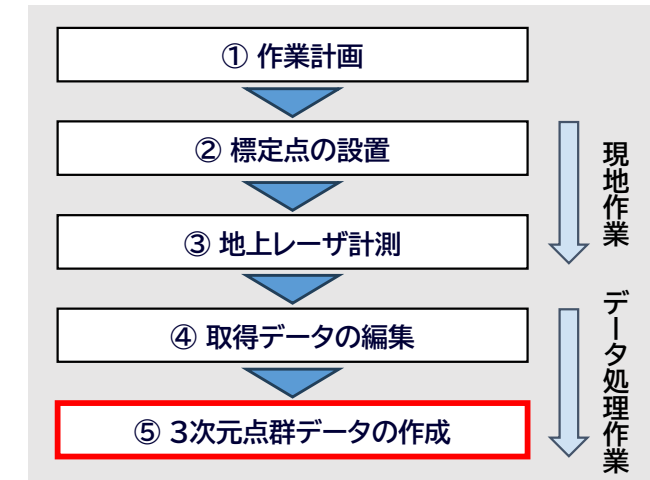 ① 作業計画
② 標定点の設置
③ 地上レーザ計測
④ 取得データの編集
⑤ 3次元点群データの作成
現地作業
データ処理作業